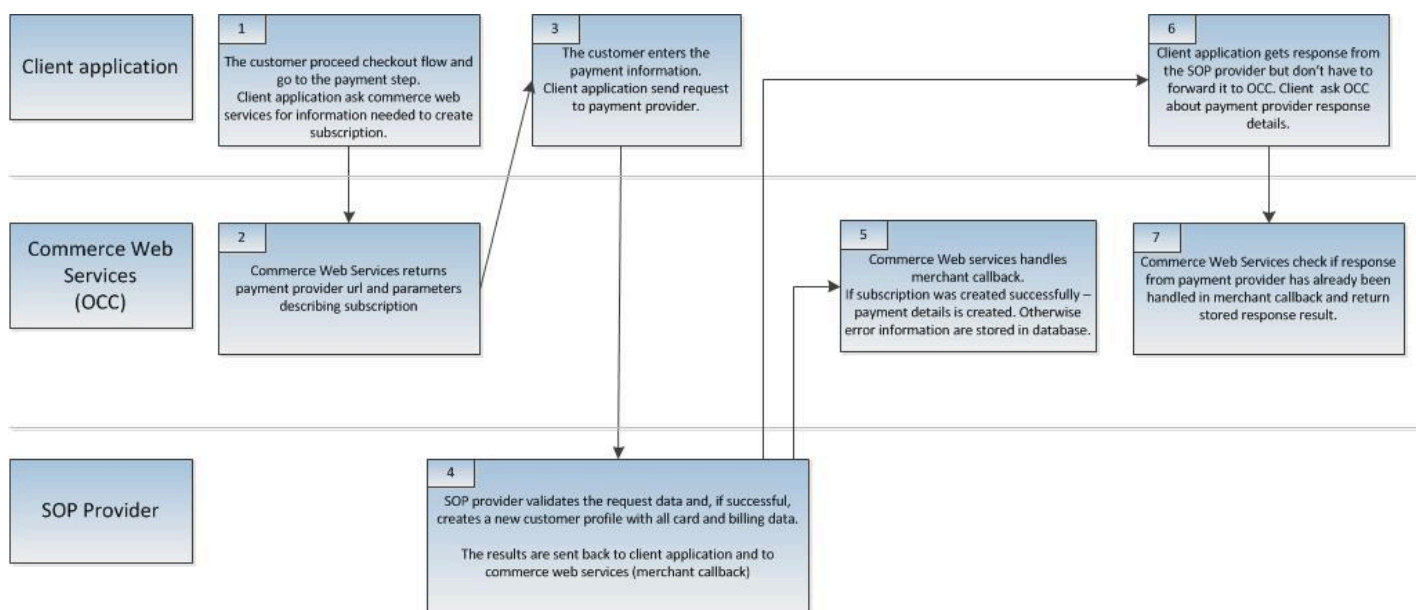 Client application
1
The customer proceed checkout flow and
go to the payment step.
Client application ask commerce web
services for information needed to create
subscription.
3
The customer enters the
payment information.
Client application send request
to payment provider.
6
Client application gets response from
the SOP provider but don't have to
forward it to OCC. Client  ask OCC
about payment provider response
details.
Commerce Web
Services
(OCC)
2
Commerce Web Services returns
payment provider url and parameters
describing subscription
5
Commerce Web services handles
merchant callback.
If subscription was created successfully –
payment details is created. Otherwise
error information are stored in database.
7
Commerce Web Services check if response
from payment provider has already been
handled in merchant callback and return
stored response result.
SOP Provider
4
SOP provider validates the request data and, if successful,
creates a new customer profile with all card and billing data.
The results are sent back to client application and to
commerce web services (merchant callback)